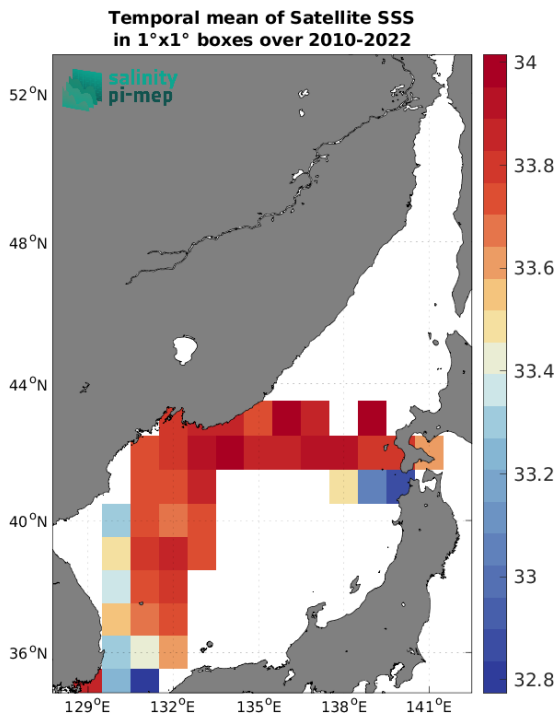 Temporal mean of Satellite SSS
in 1°x1° boxes over 2010-2022
salinity
pi-mep
52°N
48°N
44°N
40°N
36°N
129°E
132°E
135°E
138°E
141°E
34
33.8
33.6
33.4
33.2
33
32.8